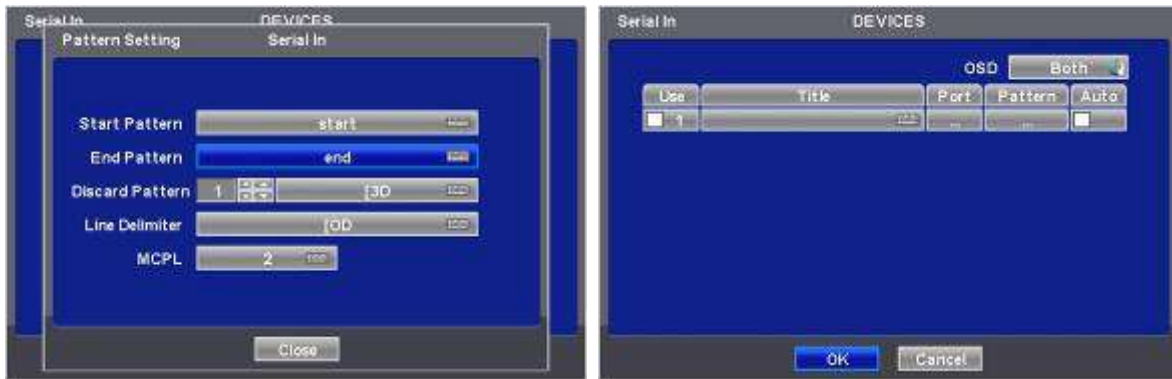 Serial In DEVICES
Pattern Setting Serial In
Start Pattern start
End Pattern end
Discard Pattern 1 [3D
Line Delimiter [OD
MCPL 2
Close
Serial In DEVICES
OSD Both
Use Title Port Pattern Auto
1 ... ...
OK Cancel